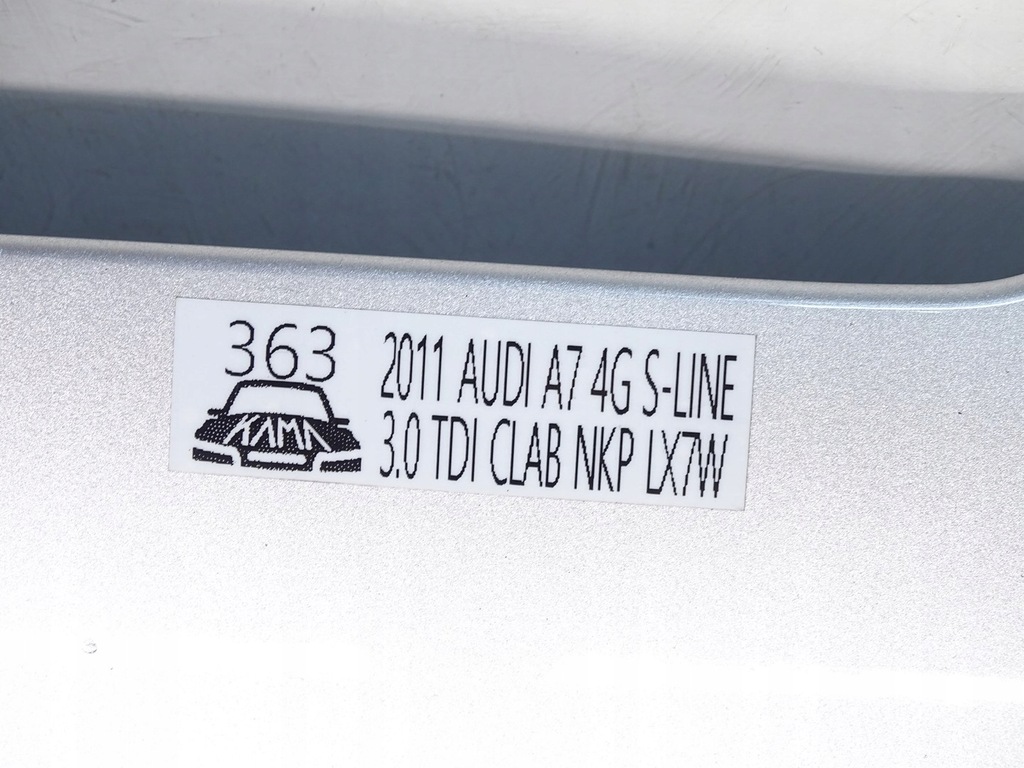 363
KAMA
2011 AUDI A7 4G S-LINE
3.0 TDI CLAB NKP LX7W